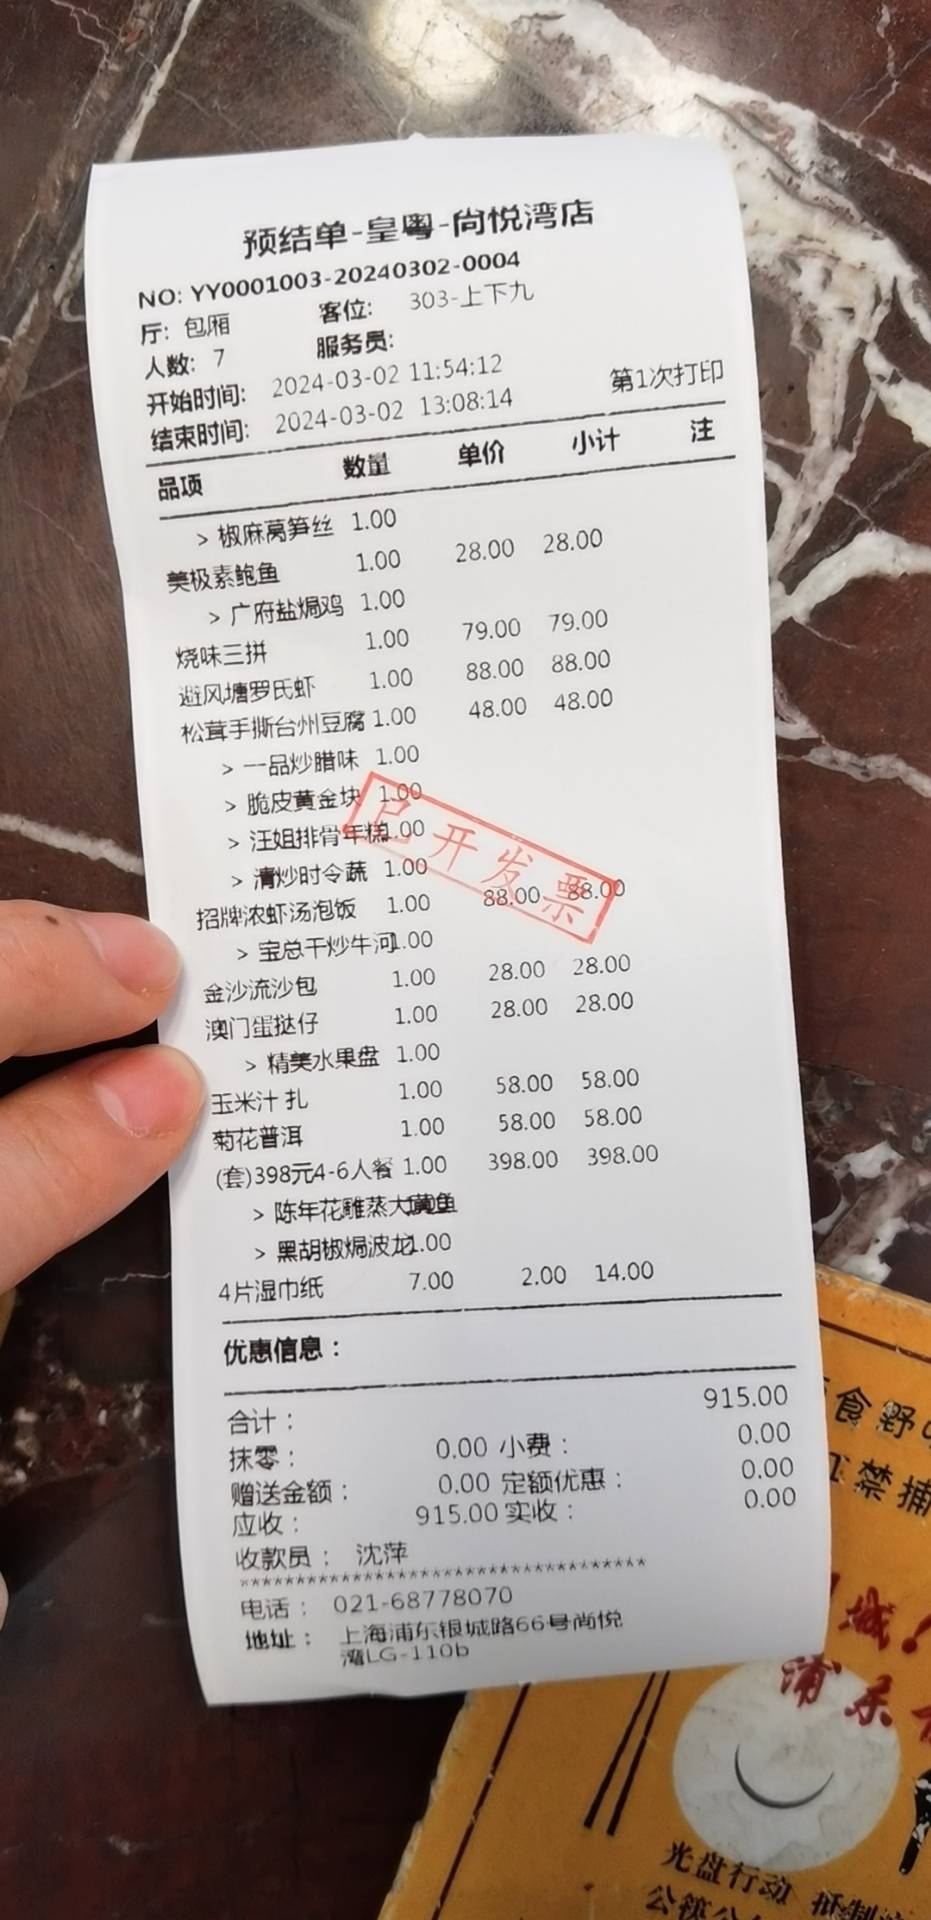 预结单-皇粤-尚悦湾店
NO: YY0001003-20240302-0004
厅: 包厢 客位: 303-上下九
人数: 7 服务员:
开始时间: 2024-03-02 11:54:12
结束时间: 2024-03-02 13:08:14 第1次打印
品项 数量 单价 小计 注
> 椒麻莴笋丝 1.00
美极素鲍鱼 1.00 28.00 28.00
> 广府盐焗鸡 1.00
烧味三拼 1.00 79.00 79.00
避风塘罗氏虾 1.00 88.00 88.00
松茸手撕台州豆腐 1.00 48.00 48.00
> 一品炒腊味 1.00
> 脆皮黄金块 1.00
> 汪姐排骨年糕1.00
> 清炒时令蔬 1.00
已开发票
招牌浓虾汤泡饭 1.00 88.00 88.00
> 宝总干炒牛河1.00
金沙流沙包 1.00 28.00 28.00
澳门蛋挞仔 1.00 28.00 28.00
> 精美水果盘 1.00
玉米汁 扎 1.00 58.00 58.00
菊花普洱 1.00 58.00 58.00
(套)398元4-6人餐 1.00 398.00 398.00
> 陈年花雕蒸大黄鱼
> 黑胡椒焗波龙1.00
4片湿巾纸 7.00 2.00 14.00
优惠信息：
合计： 915.00
抹零： 0.00 小费： 0.00
赠送金额： 0.00 定额优惠： 0.00
应收： 915.00 实收： 0.00
收款员： 沈萍
************************************
电话： 021-68778070
地址： 上海浦东银城路66号尚悦
湾LG-110b
食野
禁捕
城！
浦东
光盘行动 抵制
公筷公